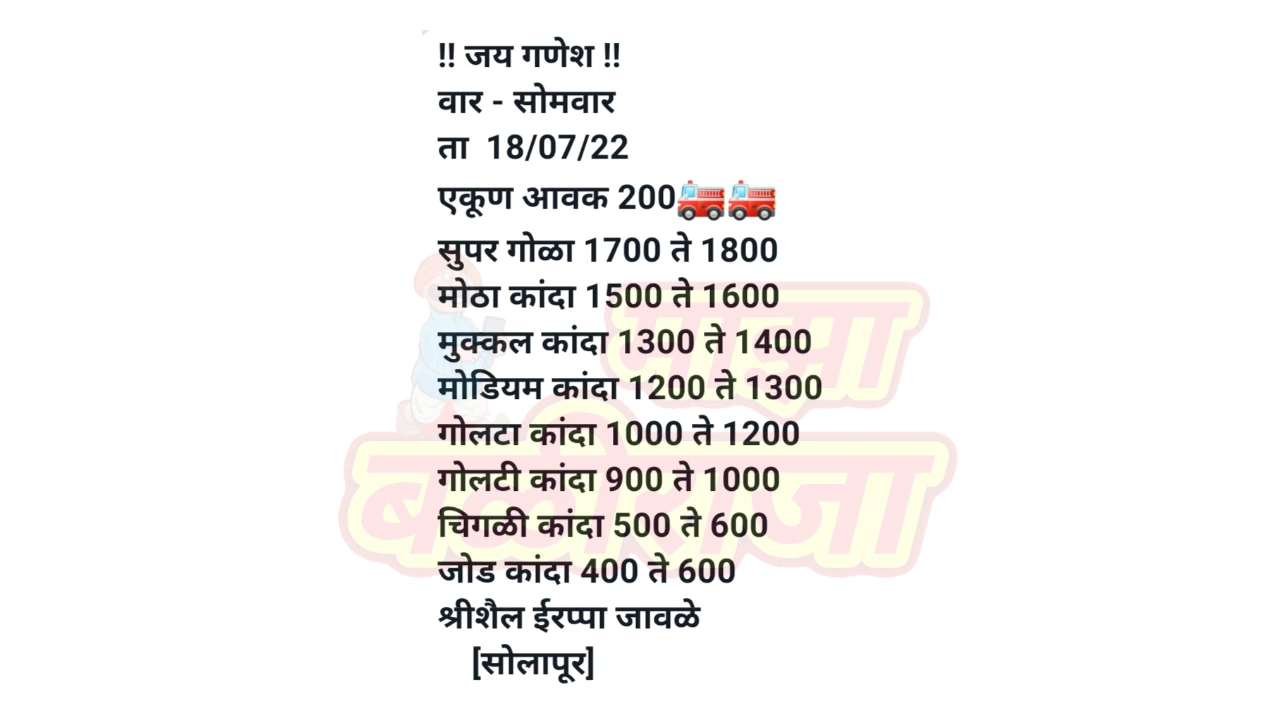 !! जय गणेश !!
वार - सोमवार
ता 18/07/22
एकूण आवक 200🚒🚒
सुपर गोळा 1700 ते 1800
मोठा कांदा 1500 ते 1600
मुक्कल कांदा 1300 ते 1400
मोडियम कांदा 1200 ते 1300
गोलटा कांदा 1000 ते 1200
गोलटी कांदा 900 ते 1000
चिगळी कांदा 500 ते 600
जोड कांदा 400 ते 600
श्रीशैल ईरप्पा जावळे
[सोलापूर]
माझा
बळीराजा